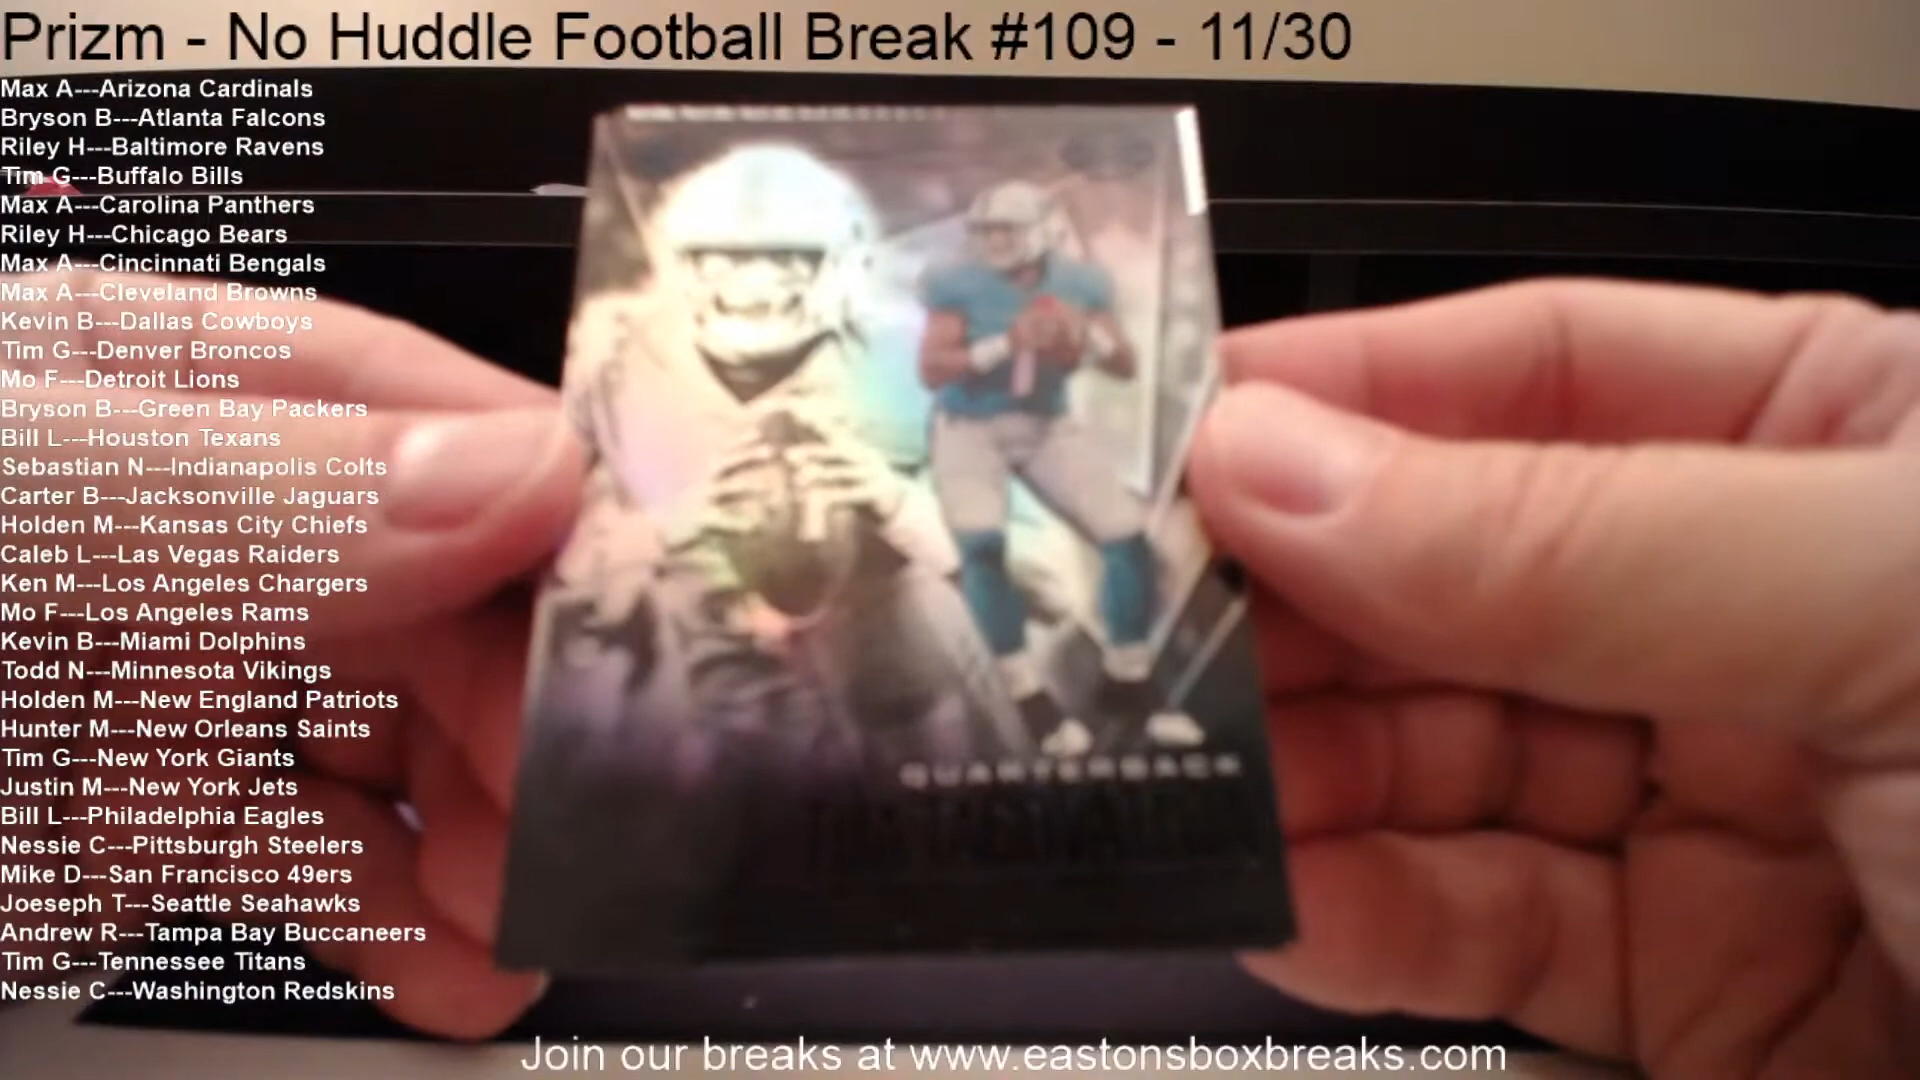 Prizm - No Huddle Football Break #109 - 11/30
Max A---Arizona Cardinals
Bryson B---Atlanta Falcons
Riley H---Baltimore Ravens
Tim G---Buffalo Bills
Max A---Carolina Panthers
Riley H---Chicago Bears
Max A---Cincinnati Bengals
Max A---Cleveland Browns
Kevin B---Dallas Cowboys
Tim G---Denver Broncos
Mo F---Detroit Lions
Bryson B---Green Bay Packers
Bill L---Houston Texans
Sebastian N---Indianapolis Colts
Carter B---Jacksonville Jaguars
Holden M---Kansas City Chiefs
Caleb L---Las Vegas Raiders
Ken M---Los Angeles Chargers
Mo F---Los Angeles Rams
Kevin B---Miami Dolphins
Todd N---Minnesota Vikings
Holden M---New England Patriots
Hunter M---New Orleans Saints
Tim G---New York Giants
Justin M---New York Jets
Bill L---Philadelphia Eagles
Nessie C---Pittsburgh Steelers
Mike D---San Francisco 49ers
Joeseph T---Seattle Seahawks
Andrew R---Tampa Bay Buccaneers
Tim G---Tennessee Titans
Nessie C---Washington Redskins
QUARTERBACK
Join our breaks at www.eastonsboxbreaks.com